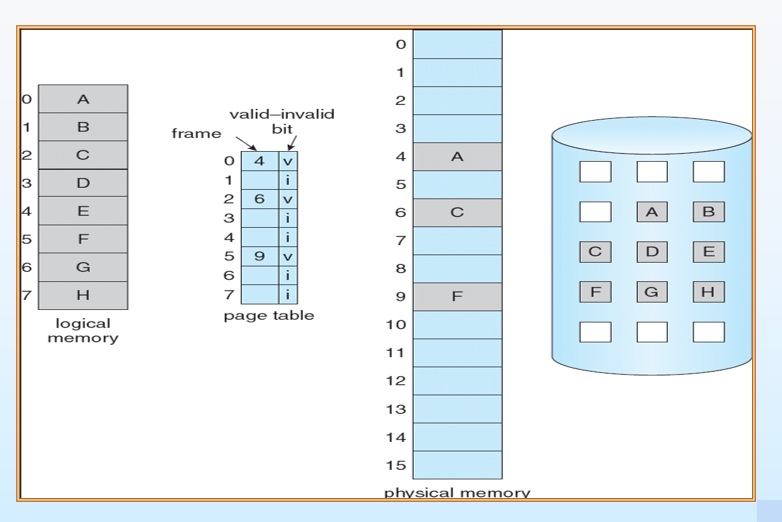 0 A
1 B
2 C
3 D
4 E
5 F
6 G
7 H
logical
memory
valid–invalid
bit
frame
0 4 v
1 i
2 6 v
3 i
4 i
5 9 v
6 i
7 i
page table
0
1
2
3
4 A
5
6 C
7
8
9 F
10
11
12
13
14
15
physical memory
A B
C D E
F G H